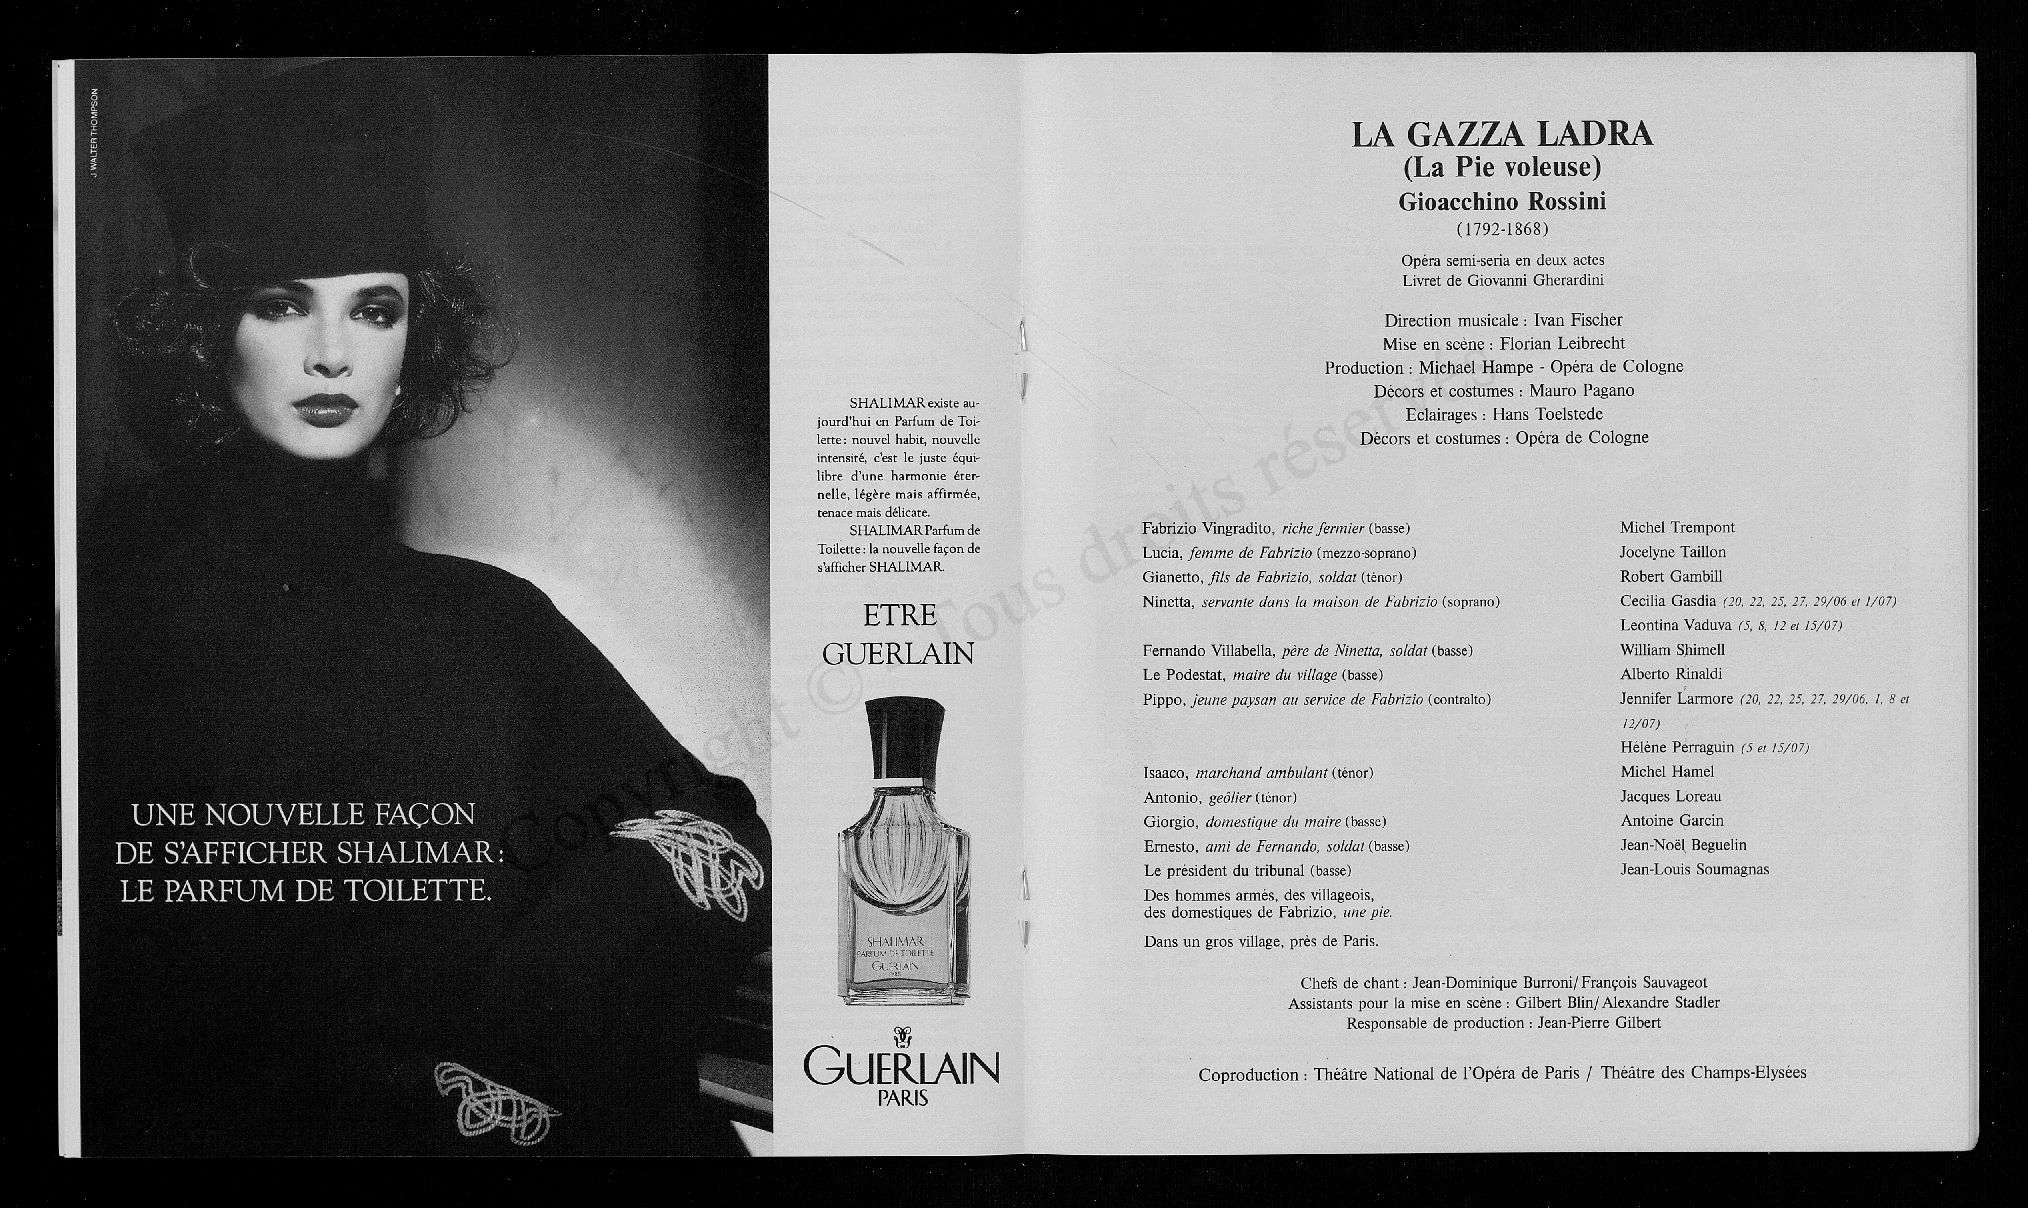 J. WALTER THOMPSON
UNE NOUVELLE FAÇON
DE S'AFFICHER SHALIMAR:
LE PARFUM DE TOILETTE.
SHALIMAR existe au-
jourd'hui en Parfum de Toi-
lette: nouvel habit, nouvelle
intensité, c'est le juste équi-
libre d'une harmonie éter-
nelle, légère mais affirmée,
tenace mais délicate.
SHALIMAR Parfum de
Toilette: la nouvelle façon de
s'afficher SHALIMAR.
ETRE
GUERLAIN
SHALIMAR
PARFUM DE TOILETTE
GUERLAIN
PARIS
GUERLAIN
PARIS
LA GAZZA LADRA
(La Pie voleuse)
Gioacchino Rossini
(1792-1868)
Opéra semi-seria en deux actes
Livret de Giovanni Gherardini
Direction musicale : Ivan Fischer
Mise en scène : Florian Leibrecht
Production : Michael Hampe - Opéra de Cologne
Décors et costumes : Mauro Pagano
Eclairages : Hans Toelstede
Décors et costumes : Opéra de Cologne
Fabrizio Vingradito, riche fermier (basse) Michel Trempont
Lucia, femme de Fabrizio (mezzo-soprano) Jocelyne Taillon
Gianetto, fils de Fabrizio, soldat (ténor) Robert Gambill
Ninetta, servante dans la maison de Fabrizio (soprano) Cecilia Gasdia (20, 22, 25, 27, 29/06 et 1/07)
Leontina Vaduva (5, 8, 12 et 15/07)
Fernando Villabella, père de Ninetta, soldat (basse) William Shimell
Le Podestat, maire du village (basse) Alberto Rinaldi
Pippo, jeune paysan au service de Fabrizio (contralto) Jennifer Larmore (20, 22, 25, 27, 29/06, 1, 8 et
12/07)
Hélène Perraguin (5 et 15/07)
Isaaco, marchand ambulant (ténor) Michel Hamel
Antonio, geôlier (ténor) Jacques Loreau
Giorgio, domestique du maire (basse) Antoine Garcin
Ernesto, ami de Fernando, soldat (basse) Jean-Noël Beguelin
Le président du tribunal (basse) Jean-Louis Soumagnas
Des hommes armés, des villageois,
des domestiques de Fabrizio, une pie.
Dans un gros village, près de Paris.
Chefs de chant : Jean-Dominique Burroni/François Sauvageot
Assistants pour la mise en scène : Gilbert Blin/Alexandre Stadler
Responsable de production : Jean-Pierre Gilbert
Coproduction : Théâtre National de l'Opéra de Paris / Théâtre des Champs-Elysées
Copyright © Tous droits réservés